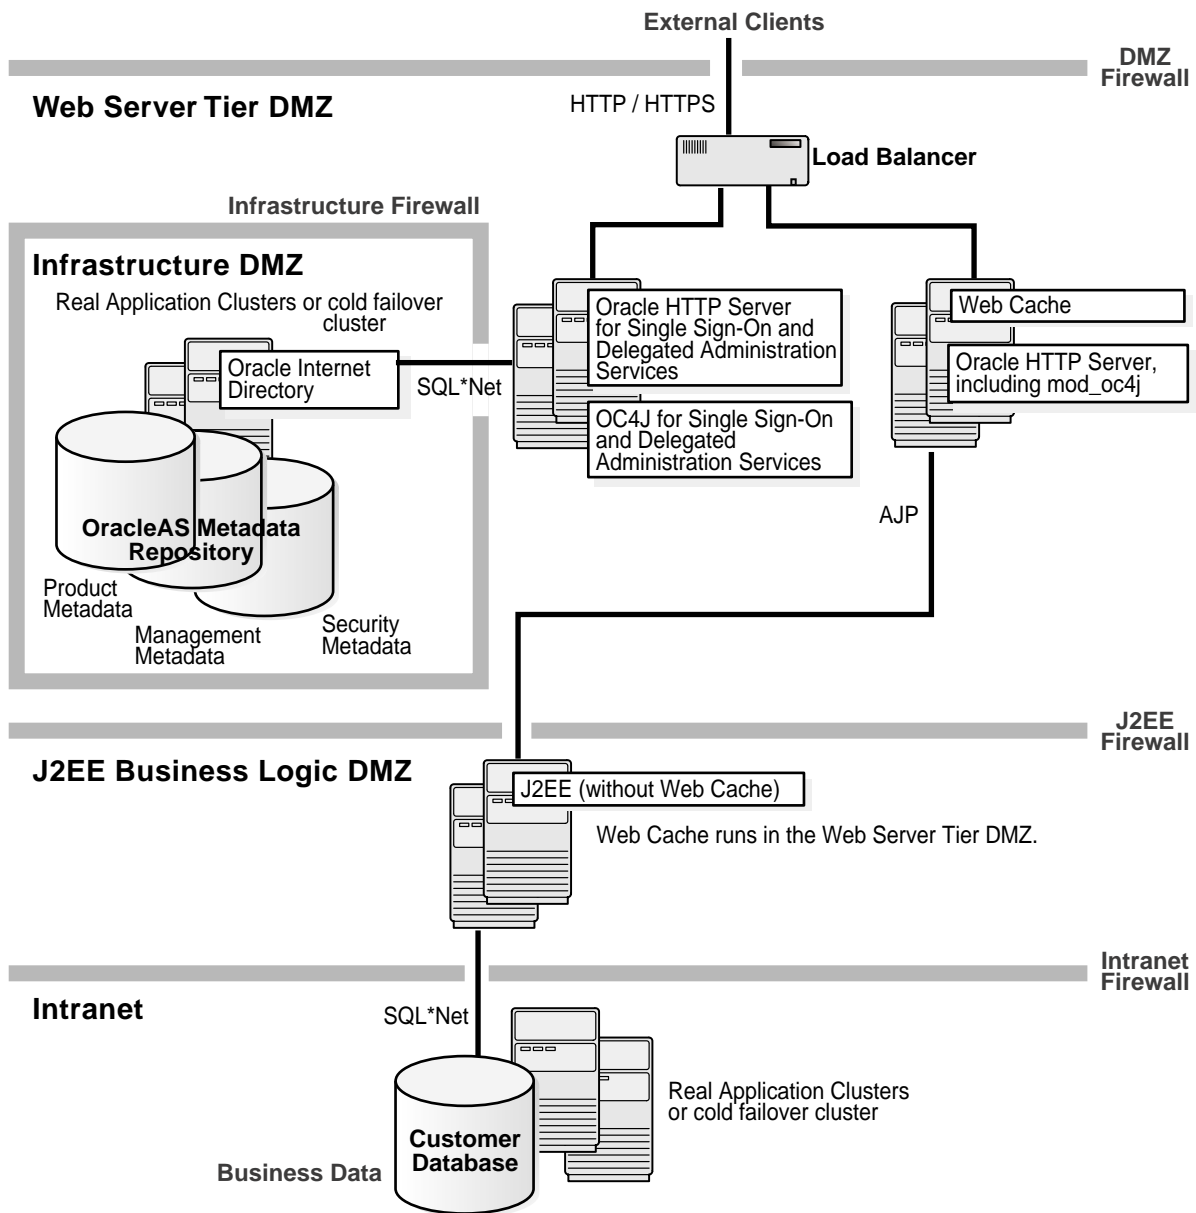 External Clients
DMZ
Firewall
Web Server Tier DMZ
HTTP / HTTPS
Load Balancer
Infrastructure Firewall
Infrastructure DMZ
Real Application Clusters or cold failover
cluster
Oracle Internet
Directory
SQL*Net
Oracle HTTP Server
for Single Sign-On and
Delegated Administration
Services
OC4J for Single Sign-On
and Delegated
Administration Services
Web Cache
Oracle HTTP Server,
including mod_oc4j
AJP
OracleAS Metadata
Repository
Product
Metadata
Management
Metadata
Security
Metadata
J2EE
Firewall
J2EE Business Logic DMZ
J2EE (without Web Cache)
Web Cache runs in the Web Server Tier DMZ.
Intranet
Firewall
Intranet
SQL*Net
Real Application Clusters
or cold failover cluster
Customer
Database
Business Data